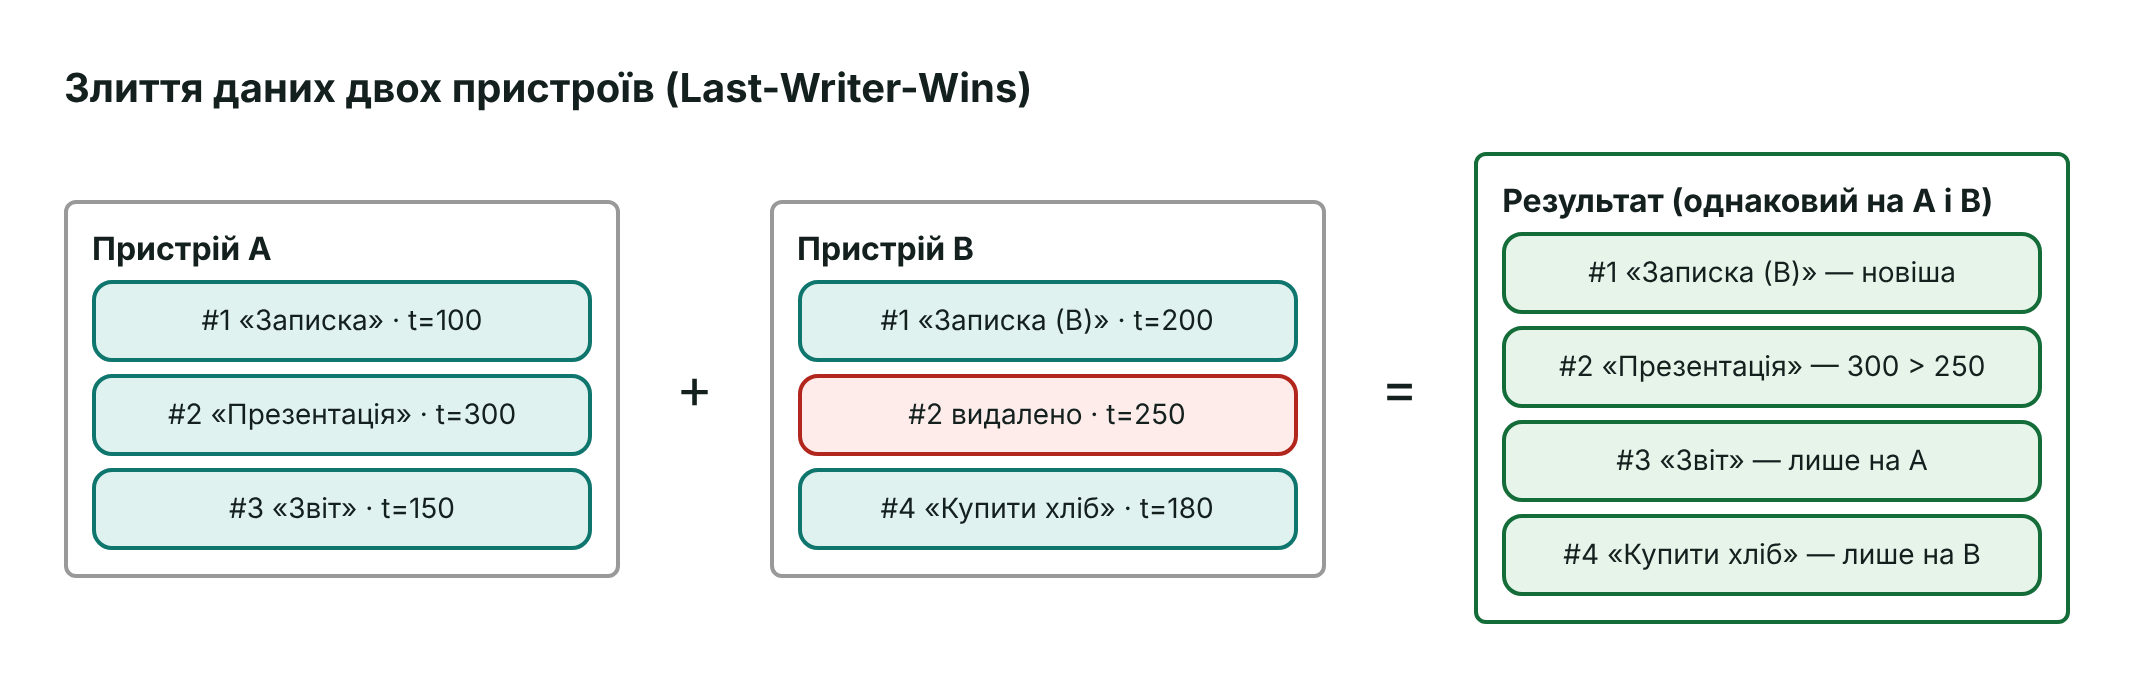 Злиття даних двох пристроїв (Last-Writer-Wins)
Пристрій A
#1 «Записка» · t=100
#2 «Презентація» · t=300
#3 «Звіт» · t=150
+
Пристрій B
#1 «Записка (B)» · t=200
#2 видалено · t=250
#4 «Купити хліб» · t=180
=
Результат (однаковий на A і B)
#1 «Записка (B)» — новіша
#2 «Презентація» — 300 > 250
#3 «Звіт» — лише на A
#4 «Купити хліб» — лише на B